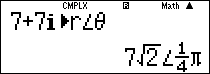 CMPLX R Math ▲
7+7i▶r∠θ
7√2∠1/4π